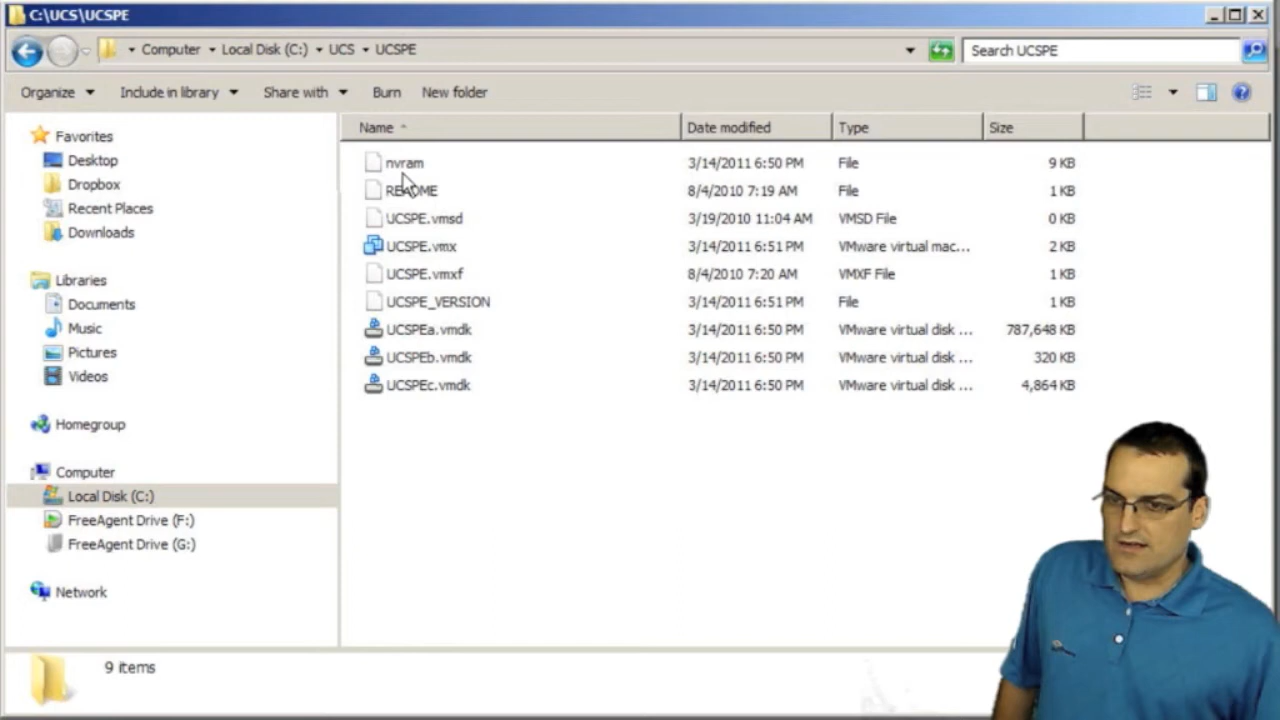 C:\UCS\UCSPE
Computer Local Disk (C:) UCS UCSPE Search UCSPE
Organize Include in library Share with Burn New folder
Name Date modified Type Size
Favorites
Desktop
Dropbox
Recent Places
Downloads
Libraries
Documents
Music
Pictures
Videos
Homegroup
Computer
Local Disk (C:)
FreeAgent Drive (F:)
FreeAgent Drive (G:)
Network
nvram 3/14/2011 6:50 PM File 9 KB
README 8/4/2010 7:19 AM File 1 KB
UCSPE.vmsd 3/19/2010 11:04 AM VMSD File 0 KB
UCSPE.vmx 3/14/2011 6:51 PM VMware virtual mac... 2 KB
UCSPE.vmxf 8/4/2010 7:20 AM VMXF File 1 KB
UCSPE_VERSION 3/14/2011 6:51 PM File 1 KB
UCSPEa.vmdk 3/14/2011 6:50 PM VMware virtual disk ... 787,648 KB
UCSPEb.vmdk 3/14/2011 6:50 PM VMware virtual disk ... 320 KB
UCSPEc.vmdk 3/14/2011 6:50 PM VMware virtual disk ... 4,864 KB
9 items